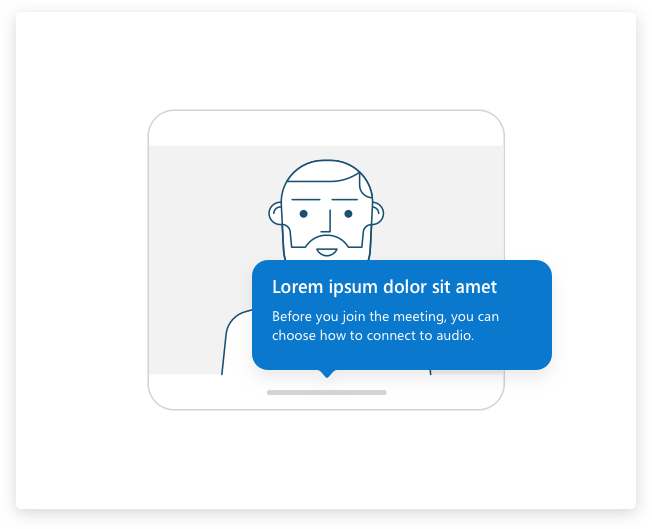 Lorem ipsum dolor sit amet
Before you join the meeting, you can
choose how to connect to audio.